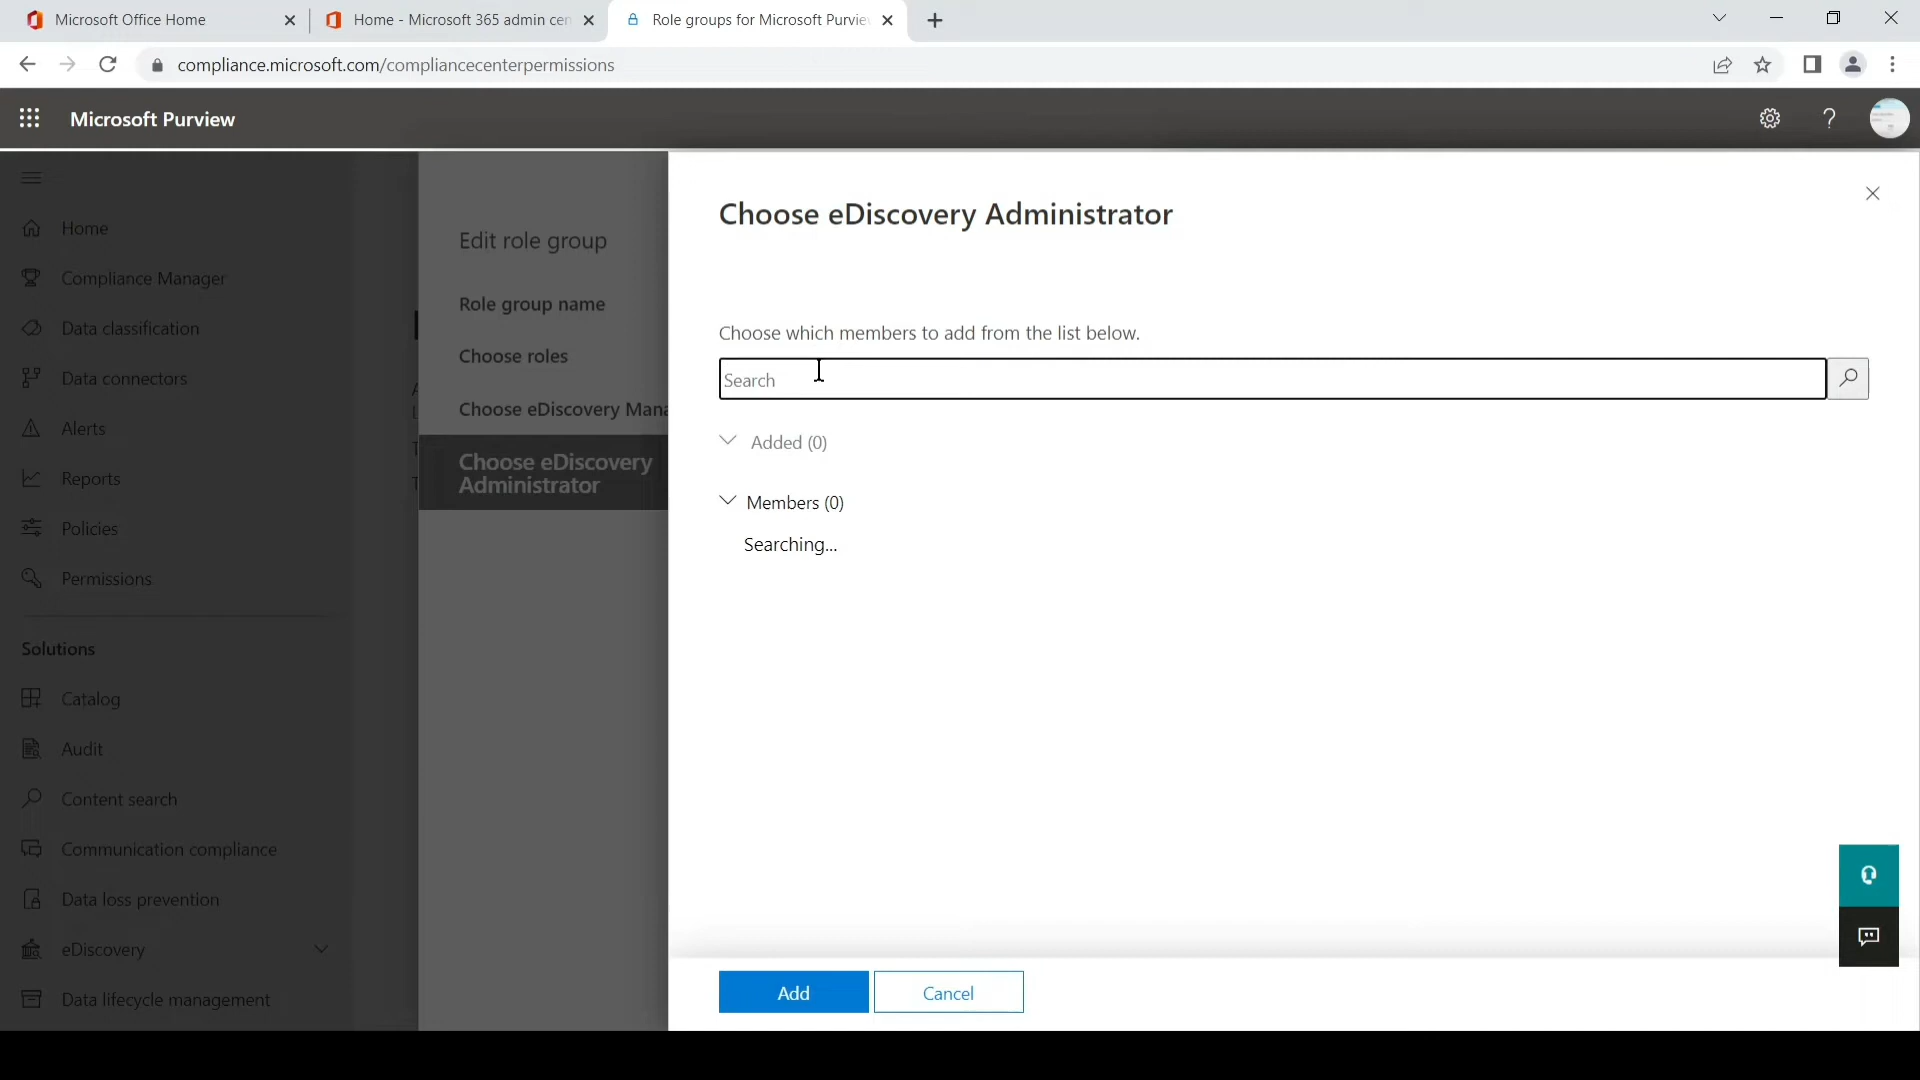 Microsoft Office Home
Home - Microsoft 365 admin cen
Role groups for Microsoft Purvie
compliance.microsoft.com/compliancecenterpermissions
Microsoft Purview
Home
Compliance Manager
Data classification
Data connectors
Alerts
Reports
Policies
Permissions
Solutions
Catalog
Audit
Content search
Communication compliance
Data loss prevention
eDiscovery
Data lifecycle management
Edit role group
Role group name
Choose roles
Choose eDiscovery Mana
Choose eDiscovery
Administrator
Choose eDiscovery Administrator
Choose which members to add from the list below.
Search
Added (0)
Members (0)
Searching...
Add
Cancel